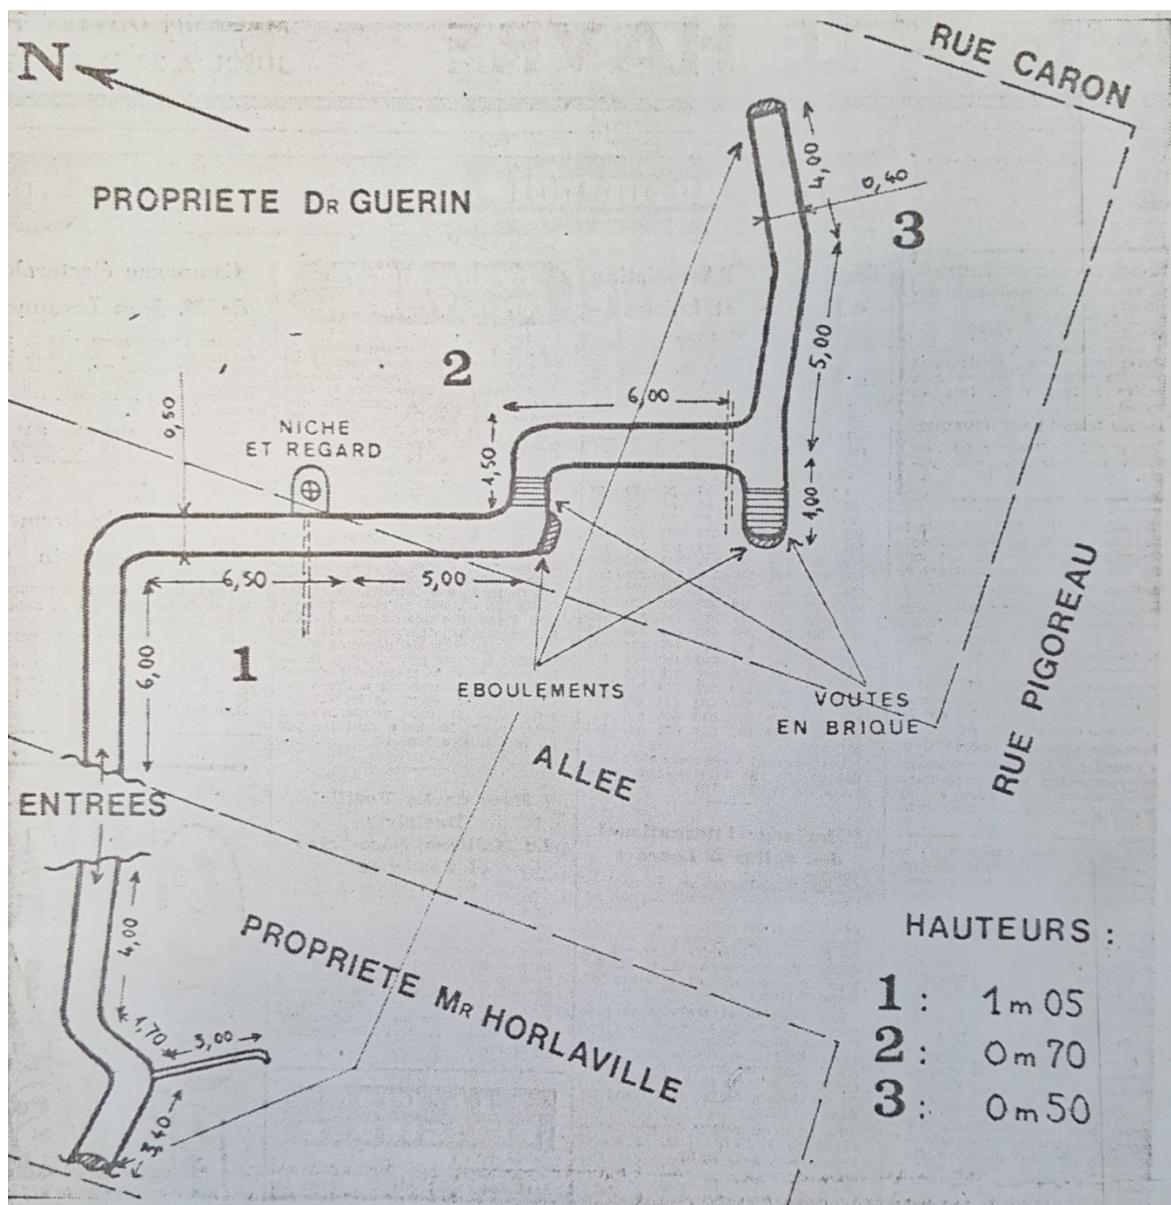 RUE CARON
N
PROPRIETE DR GUERIN
4,00
0,40
3
2
5,00
6,00
0,50
NICHE
ET REGARD
1,50
1,00
6,50
5,00
1
6,00
EBOULEMENTS
VOUTES
EN BRIQUE
RUE PIGOREAU
ALLEE
ENTREES
4,00
PROPRIETE MR HORLAVILLE
1,70
3,00
3,40
HAUTEURS :
1 : 1m 05
2 : 0m 70
3 : 0m 50